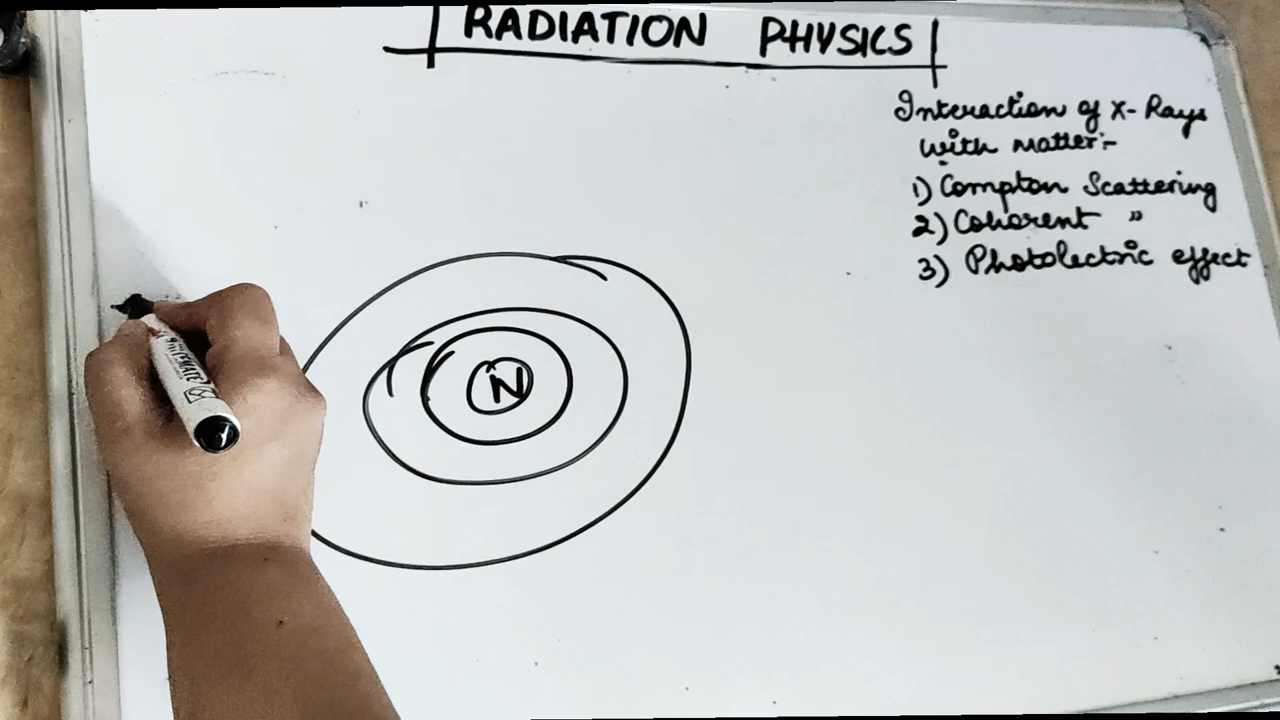 RADIATION PHYSICS
Interaction of X-Rays
with matter:-
1) Compton Scattering
2) Coherent "
3) Photolectric effect
N